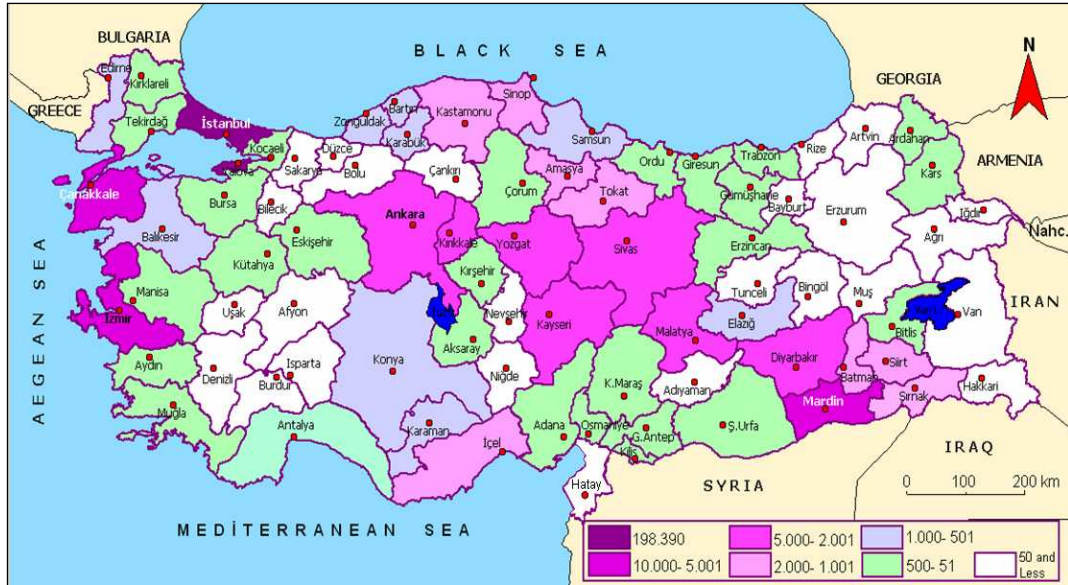 BULGARIA
BLACK SEA
N
GEORGIA
GREECE
ARMENIA
Nahc.
IRAN
IRAQ
SYRIA
AEGEAN SEA
MEDİTERRANEAN SEA
Edirne
Kırklareli
Tekirdağ
İstanbul
Kocaeli
Yalova
Sakarya
Düzce
Bolu
Zonguldak
Bartın
Karabük
Kastamonu
Sinop
Samsun
Çankırı
Çorum
Amasya
Tokat
Ordu
Giresun
Trabzon
Rize
Artvin
Ardahan
Kars
Gümüşhane
Bayburt
Erzurum
Iğdır
Ağrı
Çanakkale
Balıkesir
Bursa
Bilecik
Eskişehir
Kütahya
Ankara
Kırıkkale
Yozgat
Sivas
Erzincan
Kırşehir
Manisa
İzmir
Uşak
Afyon
Konya
Aksaray
Nevşehir
Kayseri
Malatya
Tunceli
Bingöl
Elazığ
Muş
Bitlis
Van
Aydın
Denizli
Isparta
Burdur
Muğla
Antalya
Karaman
Niğde
İçel
Adana
Osmaniye
K.Maraş
G.Antep
Kilis
Hatay
Adıyaman
Ş.Urfa
Diyarbakır
Batman
Siirt
Mardin
Şırnak
Hakkari
0 100 200 km
198.390
5.000- 2.001
1.000- 501
10.000- 5.001
2.000- 1.001
500- 51
50 and
Less